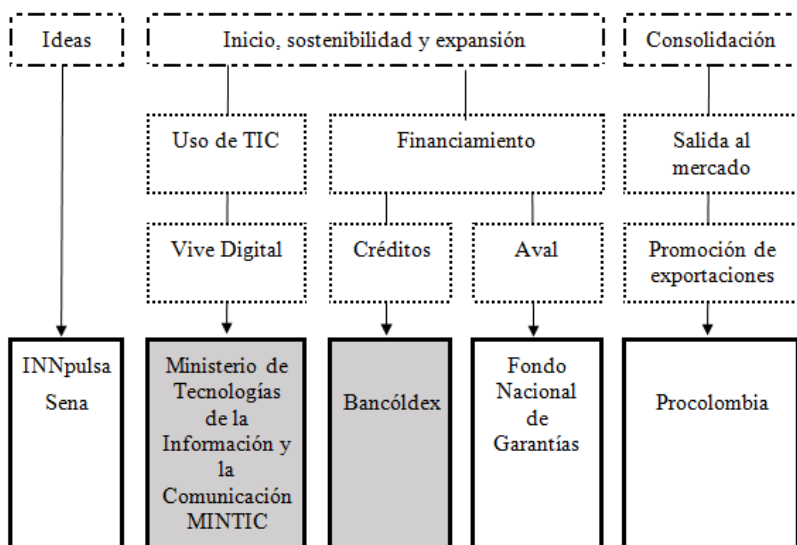 Ideas
Inicio, sostenibilidad y expansión
Consolidación
Uso de TIC
Financiamiento
Salida al
mercado
Vive Digital
Créditos
Aval
Promoción de
exportaciones
INNpulsa
Sena
Ministerio de
Tecnologías
de la
Información y
la
Comunicación
MINTIC
Bancóldex
Fondo
Nacional
de
Garantías
Procolombia